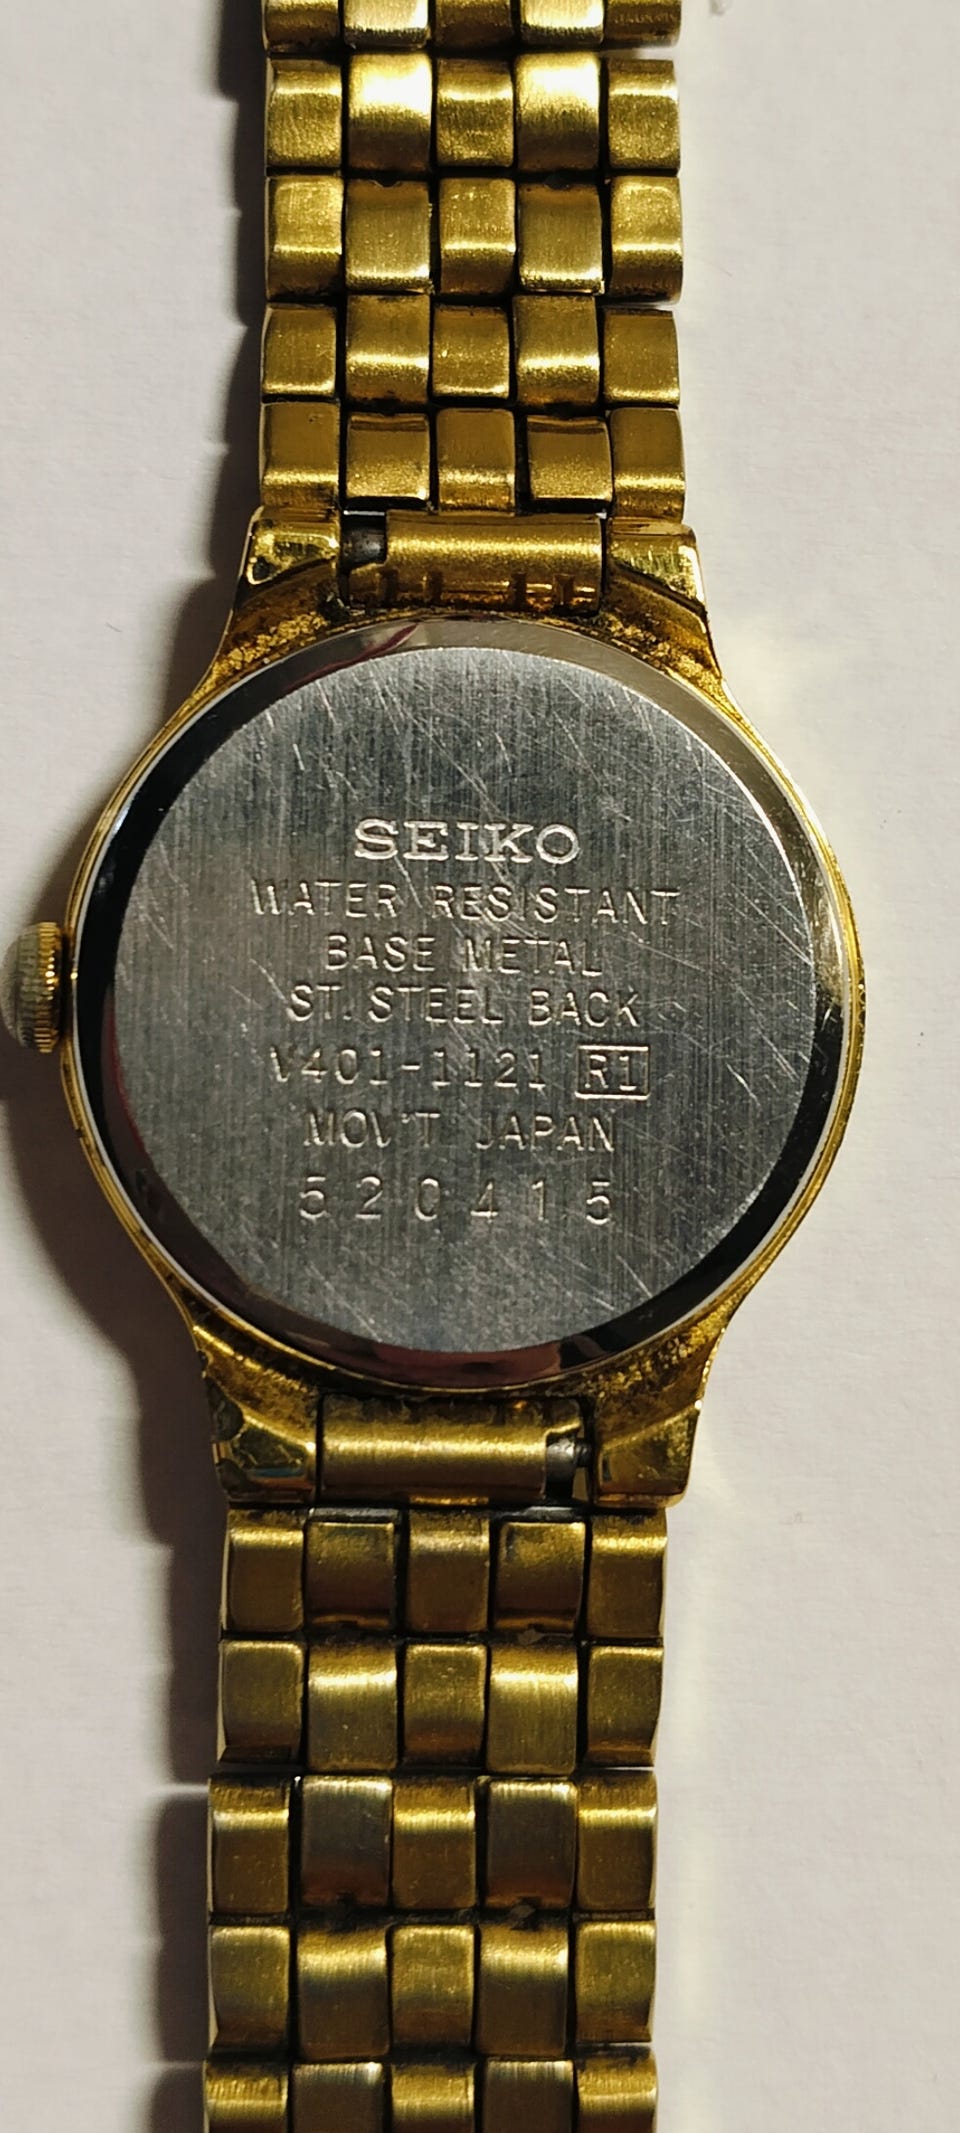 SEIKO
WATER RESISTANT
BASE METAL
ST. STEEL BACK
V401-1121 R1
MOV'T JAPAN
520415